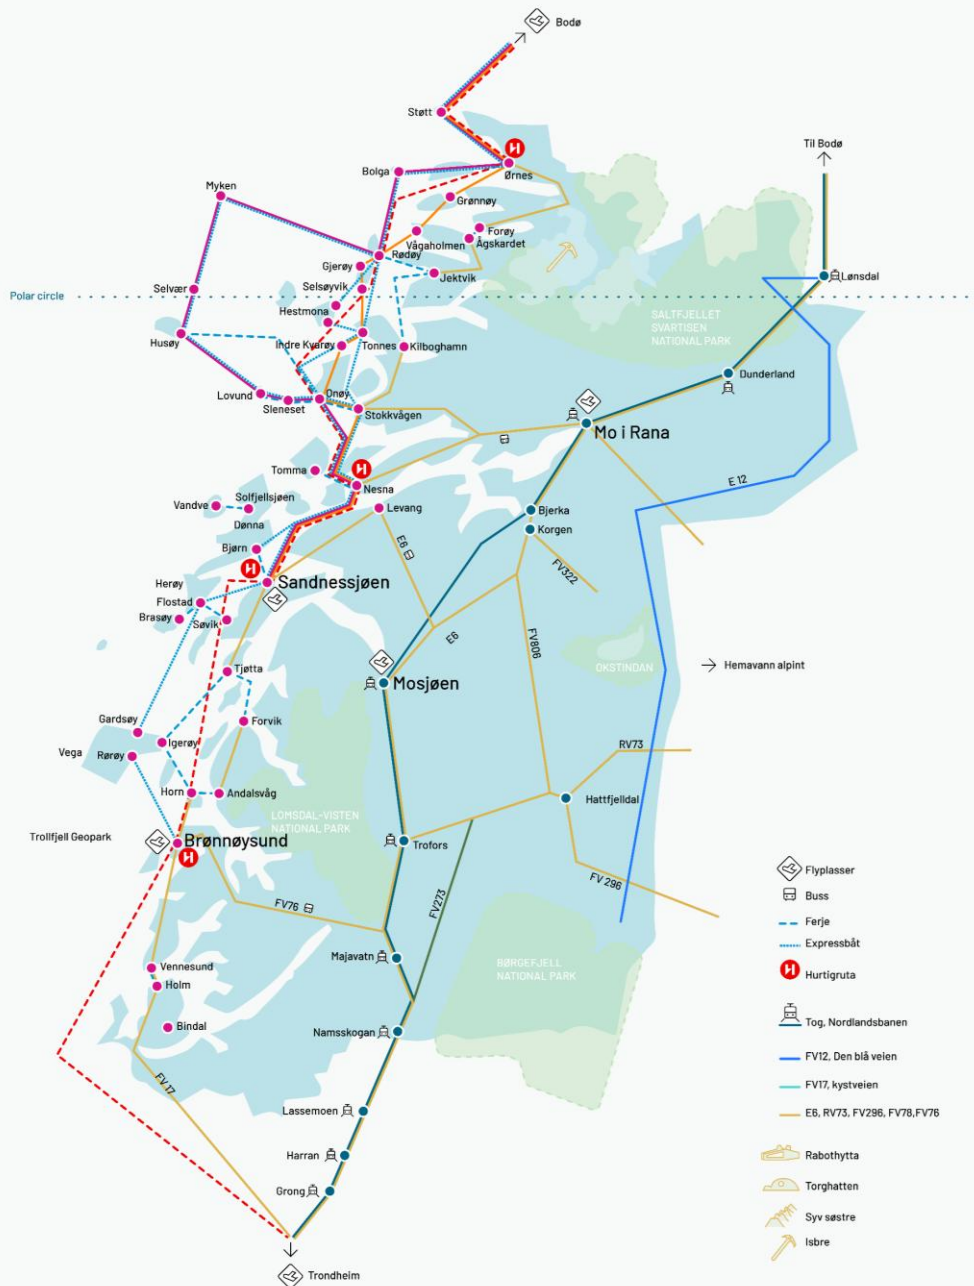 Bodø
Støtt
Til Bodø
Ørnes
Bolga
Myken
Grønnøy
Forøy
Ågskardet
Vågaholmen
Rødøy
Gjerøy
Jektvik
Lønsdal
Selsøyvik
Selvær
Polar circle
Hestmona
SALTFJELLET
SVARTISEN
NATIONAL PARK
Husøy
Indre Kvarøy
Tonnes
Kilboghamn
Dunderland
Lovund
Sleneset
Onøy
Stokkvågen
Mo i Rana
Tomma
Nesna
E 12
Solfjellsjøen
Vandve
Dønna
Levang
Bjerka
Korgen
E6
Bjørn
FV322
Herøy
Sandnessjøen
Flostad
Brasøy
Søvik
E6
FV806
OKSTINDAN
Hemavann alpint
Tjøtta
Mosjøen
Gardsøy
Forvik
Igerøy
Vega
Rørøy
RV73
Horn
Andalsvåg
Hattfjelldal
LOMSDAL-VISTEN
NATIONAL PARK
Trollfjell Geopark
Brønnøysund
Trofors
FV76
FV273
FV 296
Majavatn
BØRGEFJELL
NATIONAL PARK
Vennesund
Holm
Bindal
Namsskogan
FV 17
Lassemoen
Harran
Grong
Trondheim
Flyplasser
Buss
Ferje
Expressbåt
Hurtigruta
Tog, Nordlandsbanen
FV12, Den blå veien
FV17, kystveien
E6, RV73, FV296, FV78,FV76
Rabothytta
Torghatten
Syv søstre
Isbre